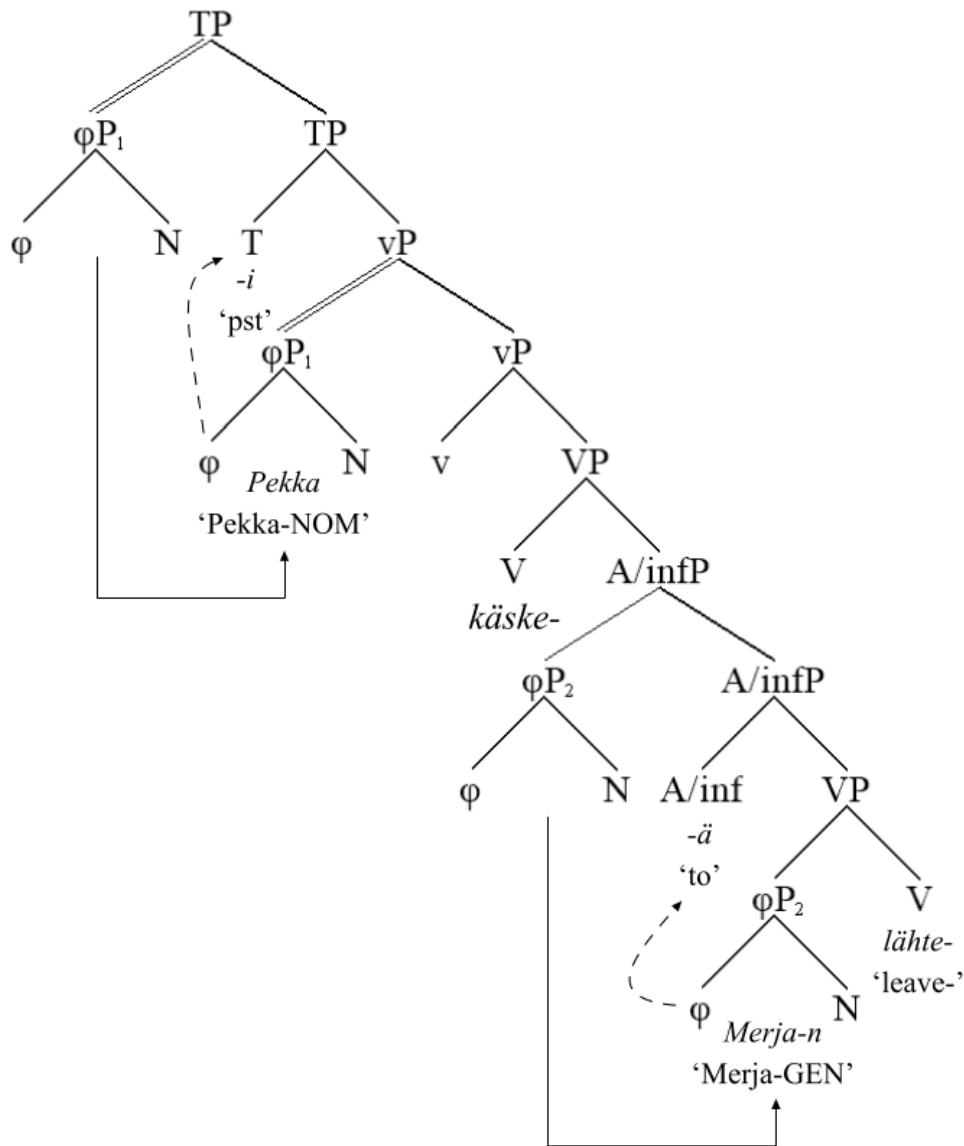 TP
φP₁ TP
φ N T vP
-i
‘pst’
φP₁ vP
φ N v VP
Pekka
‘Pekka-NOM’
V A/infP
käske-
φP₂ A/infP
φ N A/inf VP
-ä
‘to’
φP₂ V
lähte-
‘leave-’
φ N
Merja-n
‘Merja-GEN’